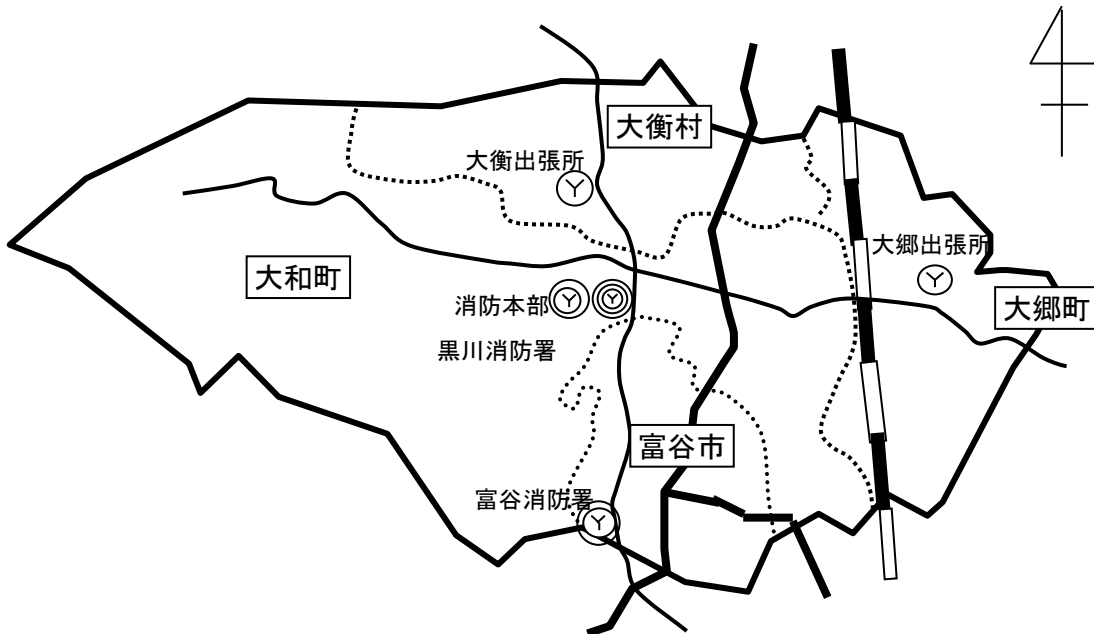 大衡村
大衡出張所
大郷出張所
大和町
消防本部
大郷町
黒川消防署
富谷市
富谷消防署